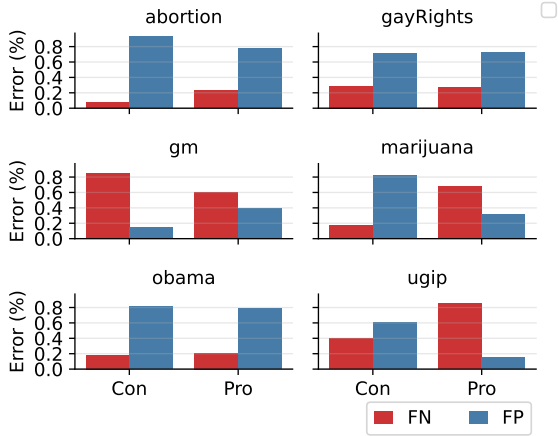 abortion gayRights
Error (%)
0.8
0.6
0.4
0.2
0.0
gm marijuana
Error (%)
0.8
0.6
0.4
0.2
0.0
obama ugip
Error (%)
0.8
0.6
0.4
0.2
0.0
Con Pro Con Pro
FN FP